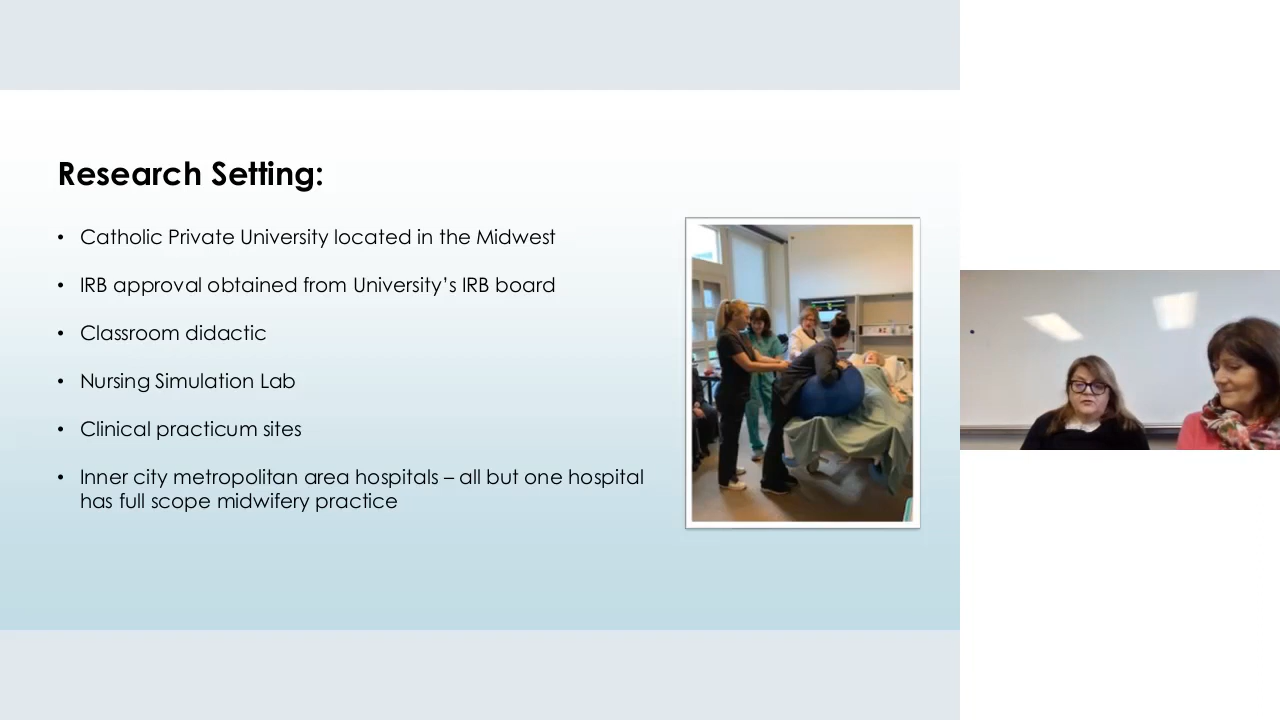 Research Setting:
• Catholic Private University located in the Midwest
• IRB approval obtained from University’s IRB board
• Classroom didactic
• Nursing Simulation Lab
• Clinical practicum sites
• Inner city metropolitan area hospitals – all but one hospital
has full scope midwifery practice